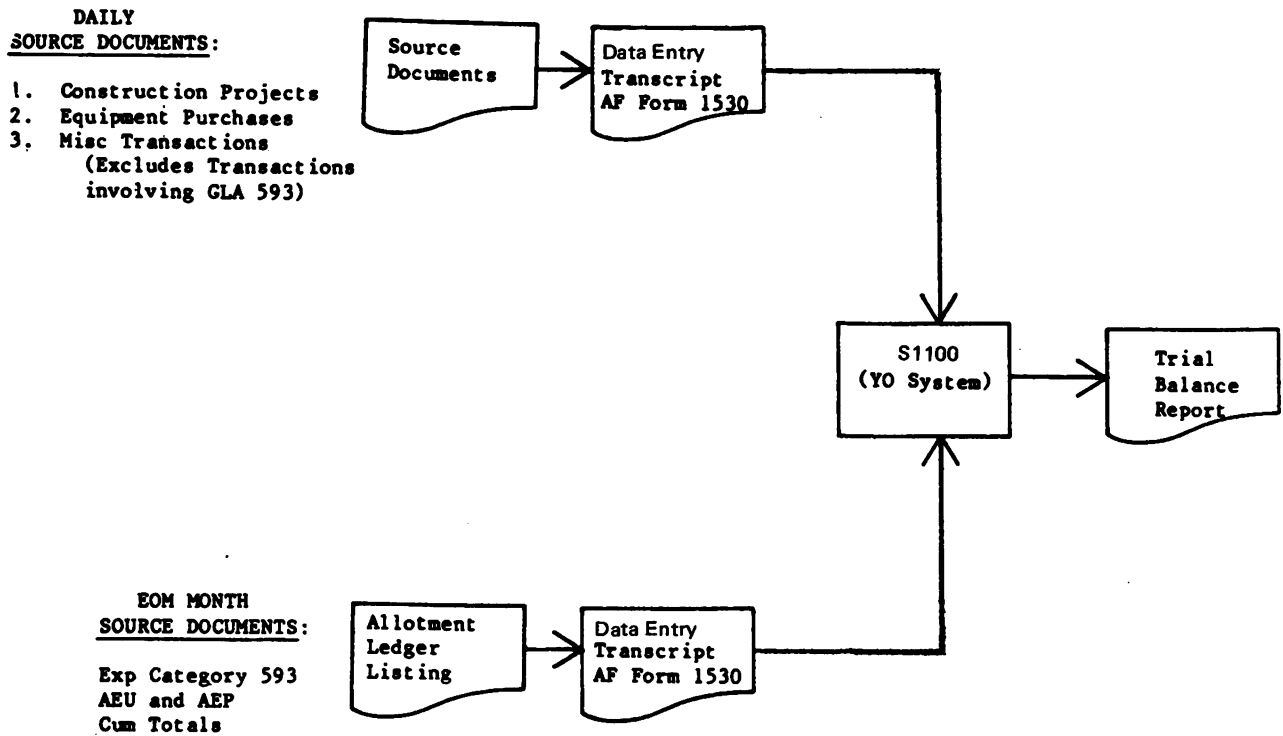 DAILY
SOURCE DOCUMENTS:
1. Construction Projects
2. Equipment Purchases
3. Misc Transactions
(Excludes Transactions
involving GLA 593)
Source
Documents
Data Entry
Transcript
AF Form 1530
S1100
(YO System)
Trial
Balance
Report
EOM MONTH
SOURCE DOCUMENTS:
Exp Category 593
AEU and AEP
Cum Totals
Allotment
Ledger
Listing
Data Entry
Transcript
AF Form 1530